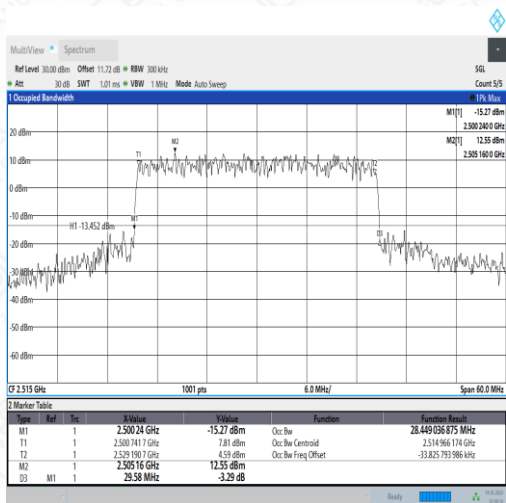 MultiView Spectrum
Ref Level 30.00 dBm Offset 11.72 dB RBW 300 kHz SGL
Att 30 dB SWT 1.01 ms VBW 1 MHz Mode Auto Sweep Count 5/5
1 Occupied Bandwidth 1Pk Max
M1[1] -15.27 dBm
2.500 240 0 GHz
M2[1] 12.55 dBm
2.505 160 0 GHz
20 dBm
M2
T1
T2
10 dBm
0 dBm
-10 dBm
M1
H1 -13.452 dBm
D3
-20 dBm
-30 dBm
-40 dBm
-50 dBm
-60 dBm
CF 2.515 GHz 1001 pts 6.0 MHz/ Span 60.0 MHz
2 Marker Table
Type Ref Trc X-Value Y-Value Function Function Result
M1 1 2.500 24 GHz -15.27 dBm Occ Bw 28.449 036 875 MHz
T1 1 2.500 741 7 GHz 7.81 dBm Occ Bw Centroid 2.514 966 174 GHz
T2 1 2.529 190 7 GHz 4.59 dBm Occ Bw Freq Offset -33.825 793 986 kHz
M2 1 2.505 16 GHz 12.55 dBm
D3 M1 1 29.58 MHz -3.29 dB
Ready